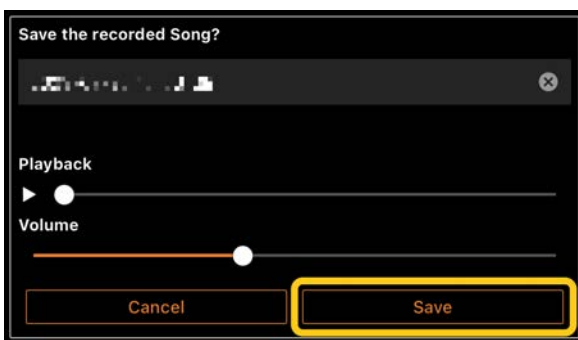 Save the recorded Song?
Playback
Volume
Cancel
Save